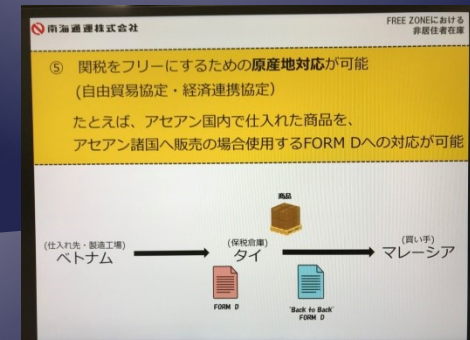 南海通運株式会社
FREE ZONEにおける
非居住者在庫
⑤ 関税をフリーにするための原産地対応が可能
(自由貿易協定・経済連携協定)
たとえば、アセアン国内で仕入れた商品を、
アセアン諸国へ販売の場合使用するFORM Dへの対応が可能
商品
(仕入れ先・製造工場)
ベトナム
(保税倉庫)
タイ
(買い手)
マレーシア
FORM D
'Back to Back'
FORM D